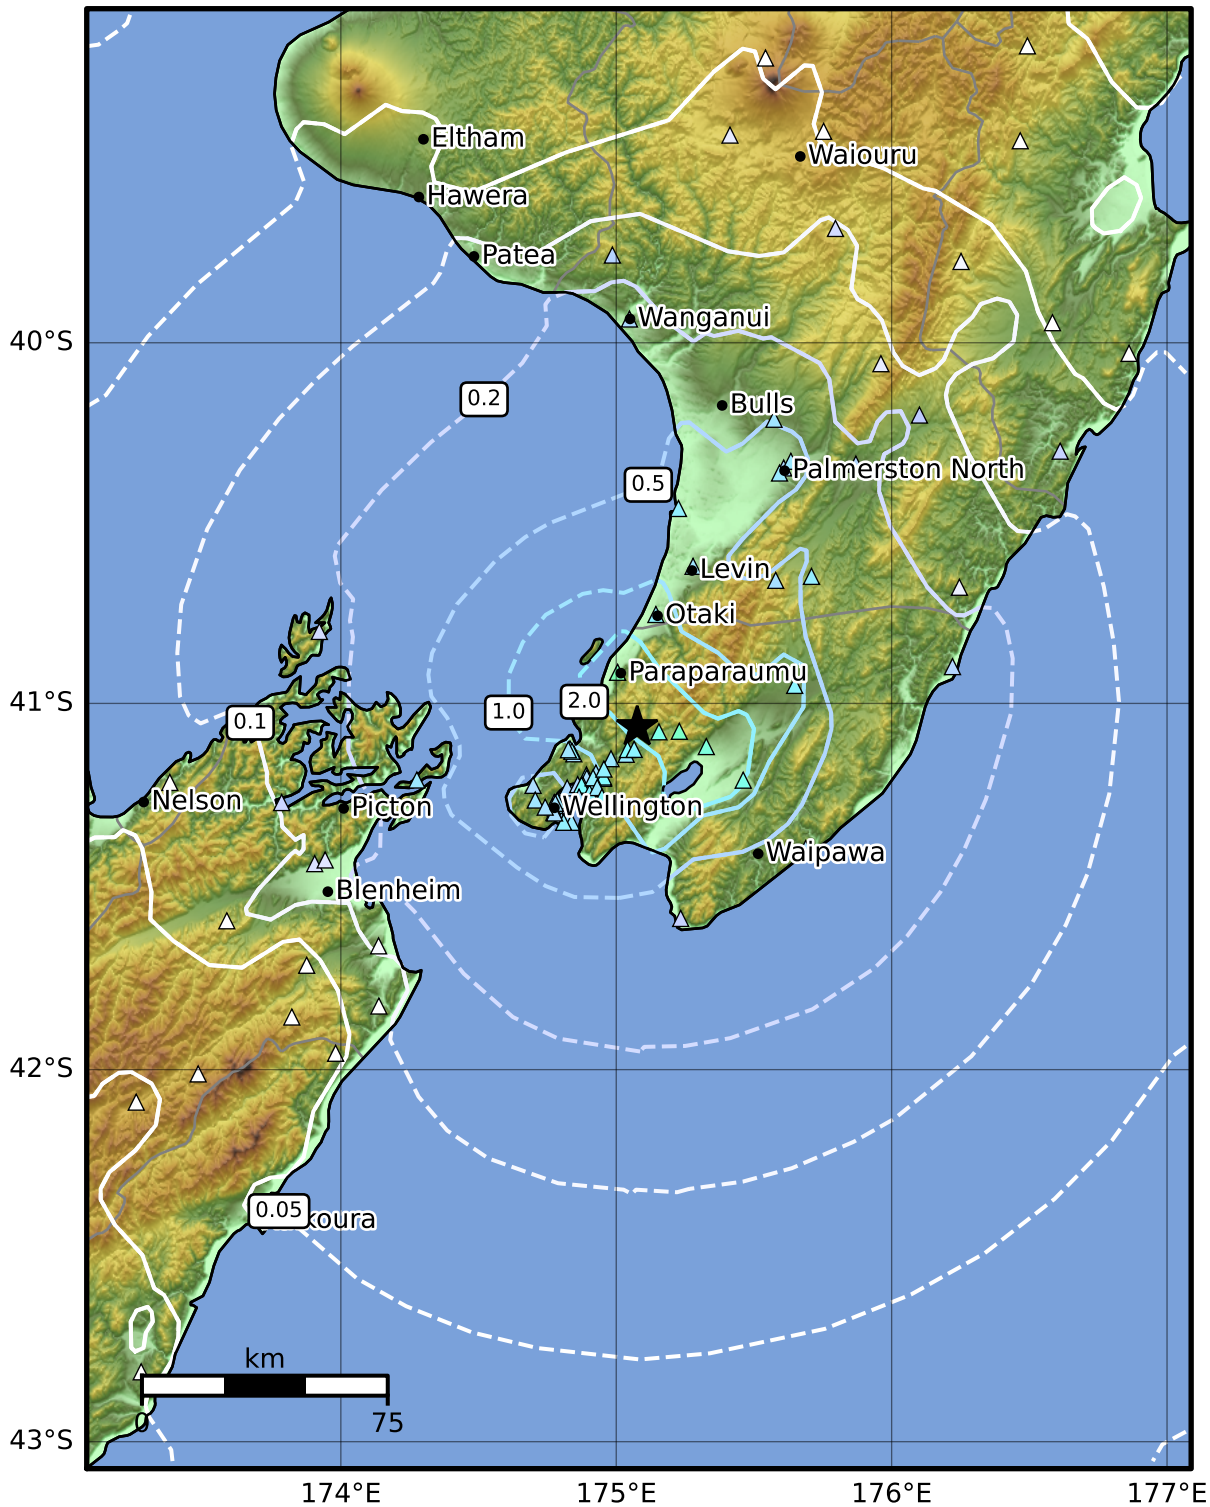 Eltham
Waiouru
Hawera
Patea
Wanganui
40°S
0.2
Bulls
Palmerston North
0.5
Levin
Otaki
Paraparaumu
41°S
2.0
1.0
0.1
Nelson
Picton
Wellington
Waipawa
Blenheim
42°S
0.05
koura
km
0
75
43°S
174°E
175°E
176°E
177°E